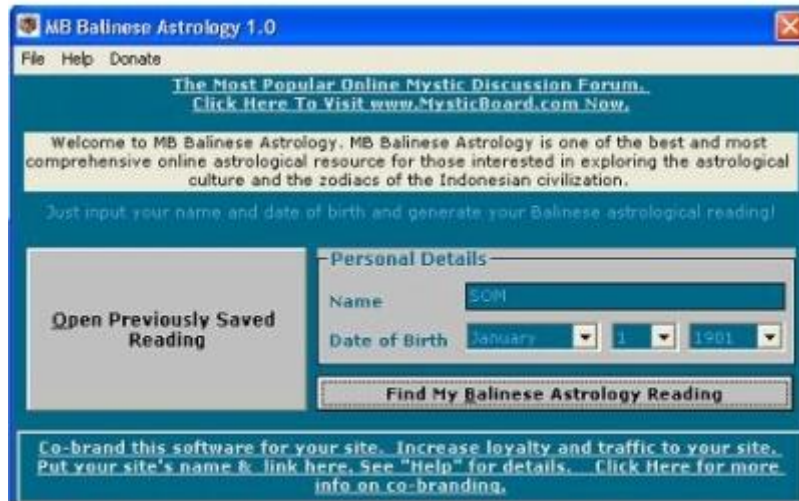 MB Balinese Astrology 1.0
File Help Donate
The Most Popular Online Mystic Discussion Forum.
Click Here To Visit www.MysticBoard.com Now.
Welcome to MB Balinese Astrology. MB Balinese Astrology is one of the best and most
comprehensive online astrological resource for those interested in exploring the astrological
culture and the zodiacs of the Indonesian civilization.
Just input your name and date of birth and generate your Balinese astrological reading!
Open Previously Saved
Reading
Personal Details
Name SOM
Date of Birth January 1 1981
Find My Balinese Astrology Reading
Co-brand this software for your site. Increase loyalty and traffic to your site.
Put your site's name & link here. See "Help" for details. Click Here for more
info on co-branding.